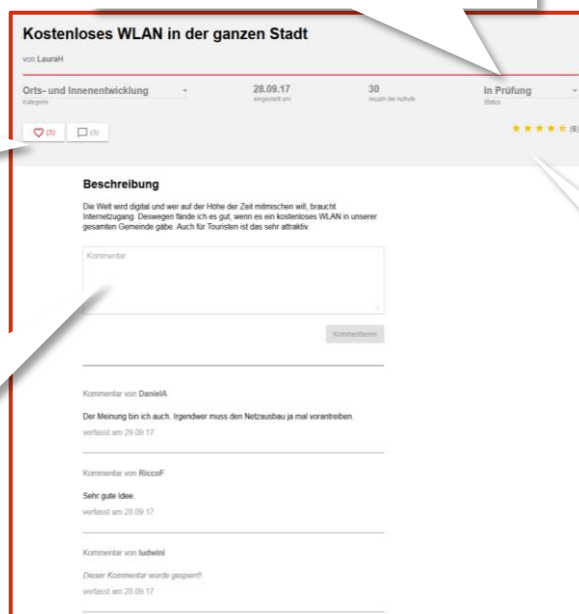 Kostenloses WLAN in der ganzen Stadt
von LauraH
Orts- und Innenentwicklung
Kategorie
28.09.17
eingestellt am
30
Anzahl der Aufrufe
In Prüfung
Status
(3)
(3)
(6)
Beschreibung
Die Welt wird digital und wer auf der Höhe der Zeit mitmischen will, braucht
Internetzugang. Deswegen fände ich es gut, wenn es ein kostenloses WLAN in unserer
gesamten Gemeinde gäbe. Auch für Touristen ist das sehr attraktiv.
Kommentar
Kommentieren
Kommentar von DanielA
Der Meinung bin ich auch. Irgendwer muss den Netzausbau ja mal vorantreiben.
verfasst am 29.09.17
Kommentar von RiccoF
Sehr gute Idee.
verfasst am 28.09.17
Kommentar von ludwini
Dieser Kommentar wurde gesperrt!
verfasst am 28.09.17